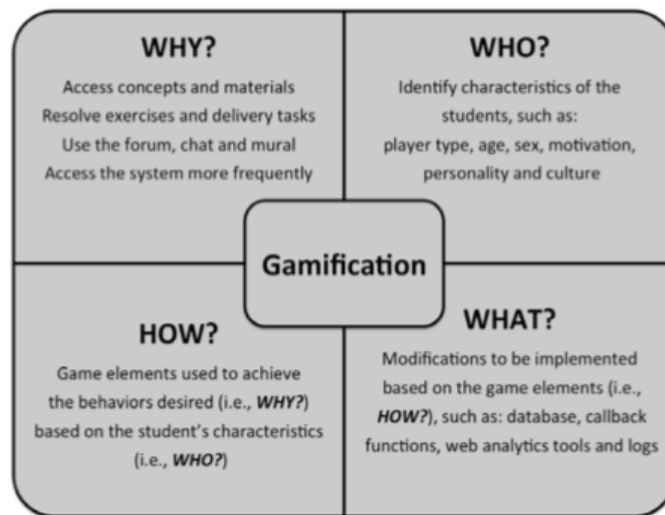 WHY?
Access concepts and materials
Resolve exercises and delivery tasks
Use the forum, chat and mural
Access the system more frequently
WHO?
Identify characteristics of the
students, such as:
player type, age, sex, motivation,
personality and culture
Gamification
HOW?
Game elements used to achieve
the behaviors desired (i.e., WHY?)
based on the student's characteristics
(i.e., WHO?)
WHAT?
Modifications to be implemented
based on the game elements (i.e.,
HOW?), such as: database, callback
functions, web analytics tools and logs